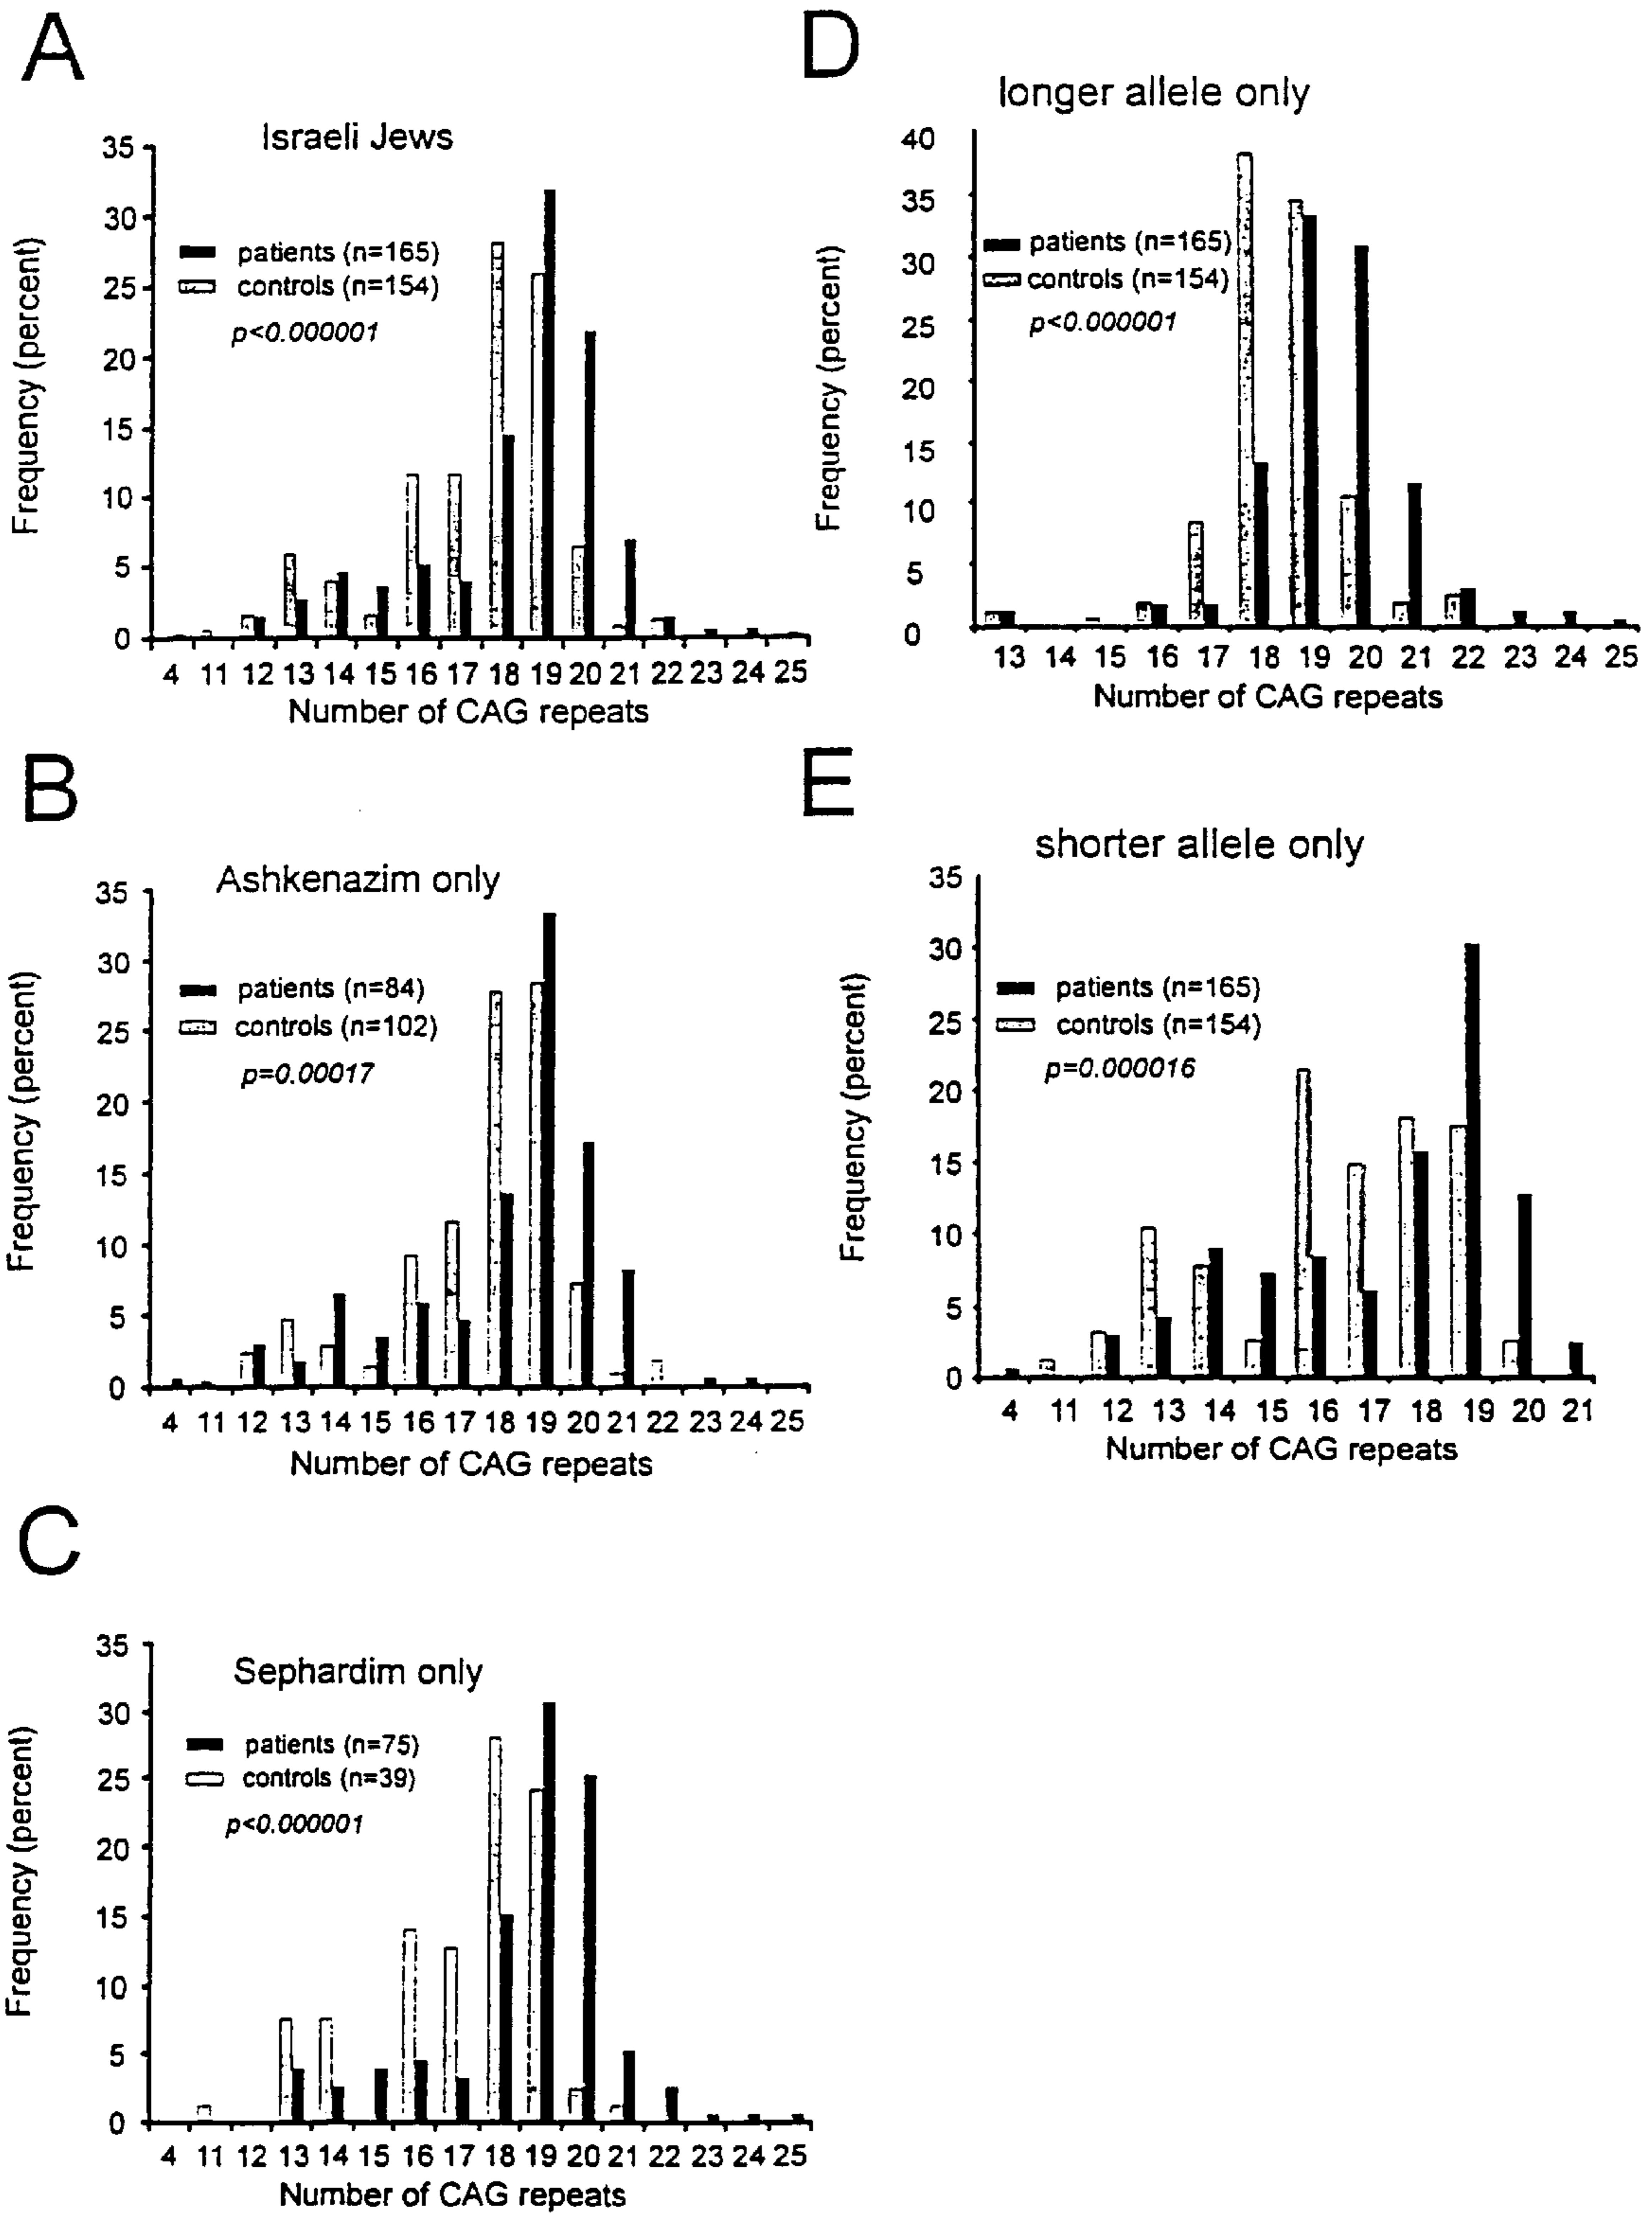 A
Israeli Jews
35
30
25
20
15
10
5
0
Frequency (percent)
patients (n=165)
controls (n=154)
p<0.000001
4 11 12 13 14 15 16 17 18 19 20 21 22 23 24 25
Number of CAG repeats
B
Ashkenazim only
35
30
25
20
15
10
5
0
Frequency (percent)
patients (n=84)
controls (n=102)
p=0.00017
4 11 12 13 14 15 16 17 18 19 20 21 22 23 24 25
Number of CAG repeats
C
Sephardim only
35
30
25
20
15
10
5
0
Frequency (percent)
patients (n=75)
controls (n=39)
p<0.000001
4 11 12 13 14 15 16 17 18 19 20 21 22 23 24 25
Number of CAG repeats
D
longer allele only
40
35
30
25
20
15
10
5
0
Frequency (percent)
patients (n=165)
controls (n=154)
p<0.000001
13 14 15 16 17 18 19 20 21 22 23 24 25
Number of CAG repeats
E
shorter allele only
35
30
25
20
15
10
5
0
Frequency (percent)
patients (n=165)
controls (n=154)
p=0.000016
4 11 12 13 14 15 16 17 18 19 20 21
Number of CAG repeats